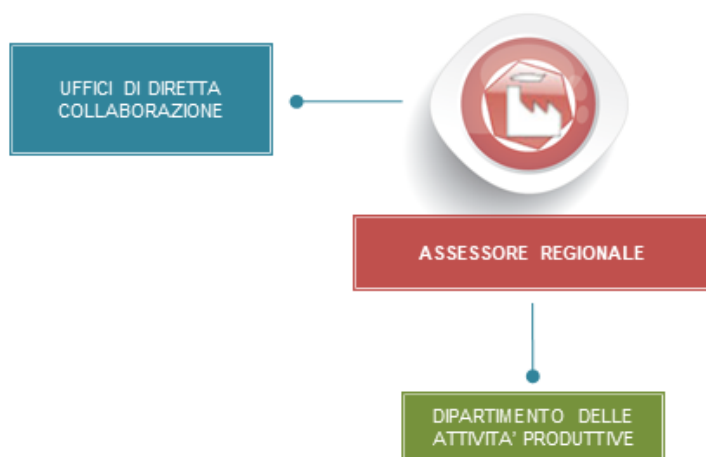 UFFICI DI DIRETTA
COLLABORAZIONE
ASSESSORE REGIONALE
DIPARTIMENTO DELLE
ATTIVITA' PRODUTTIVE